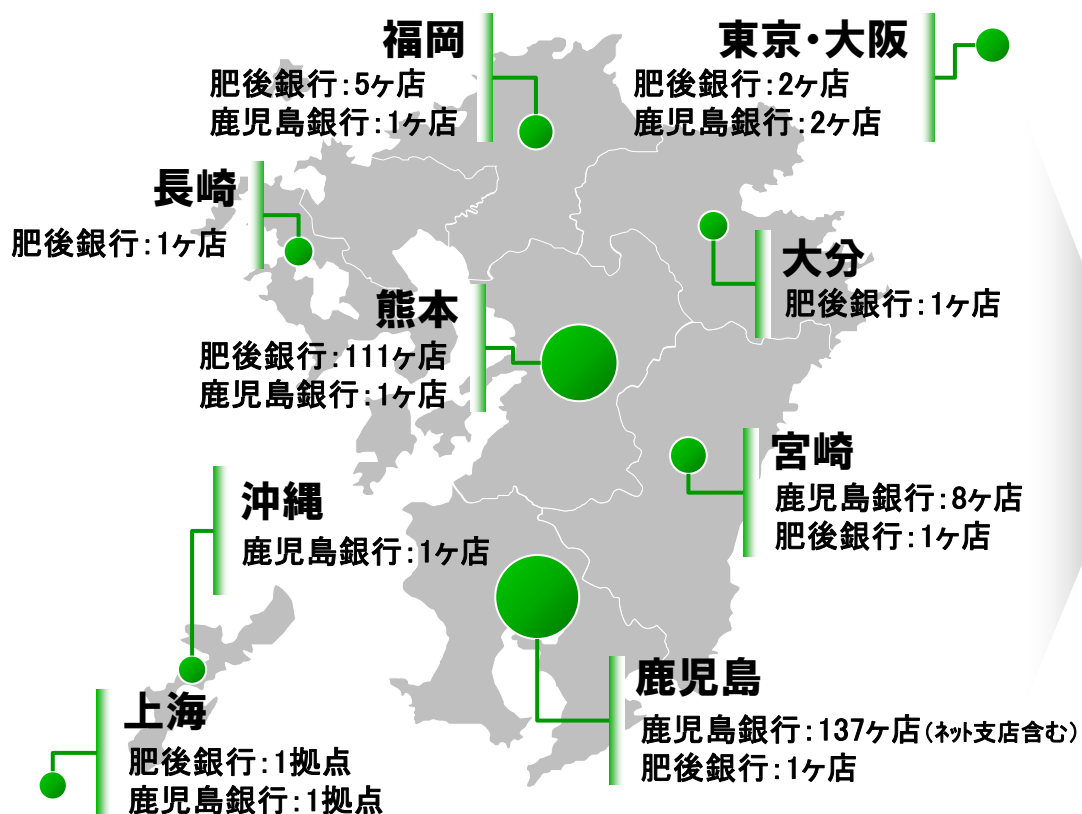 福岡
肥後銀行:5ヶ店
鹿児島銀行:1ヶ店
東京・大阪
肥後銀行:2ヶ店
鹿児島銀行:2ヶ店
長崎
肥後銀行:1ヶ店
大分
肥後銀行:1ヶ店
熊本
肥後銀行:111ヶ店
鹿児島銀行:1ヶ店
宮崎
鹿児島銀行:8ヶ店
肥後銀行:1ヶ店
沖縄
鹿児島銀行:1ヶ店
鹿児島
鹿児島銀行:137ヶ店(ネット支店含む)
肥後銀行:1ヶ店
上海
肥後銀行:1拠点
鹿児島銀行:1拠点